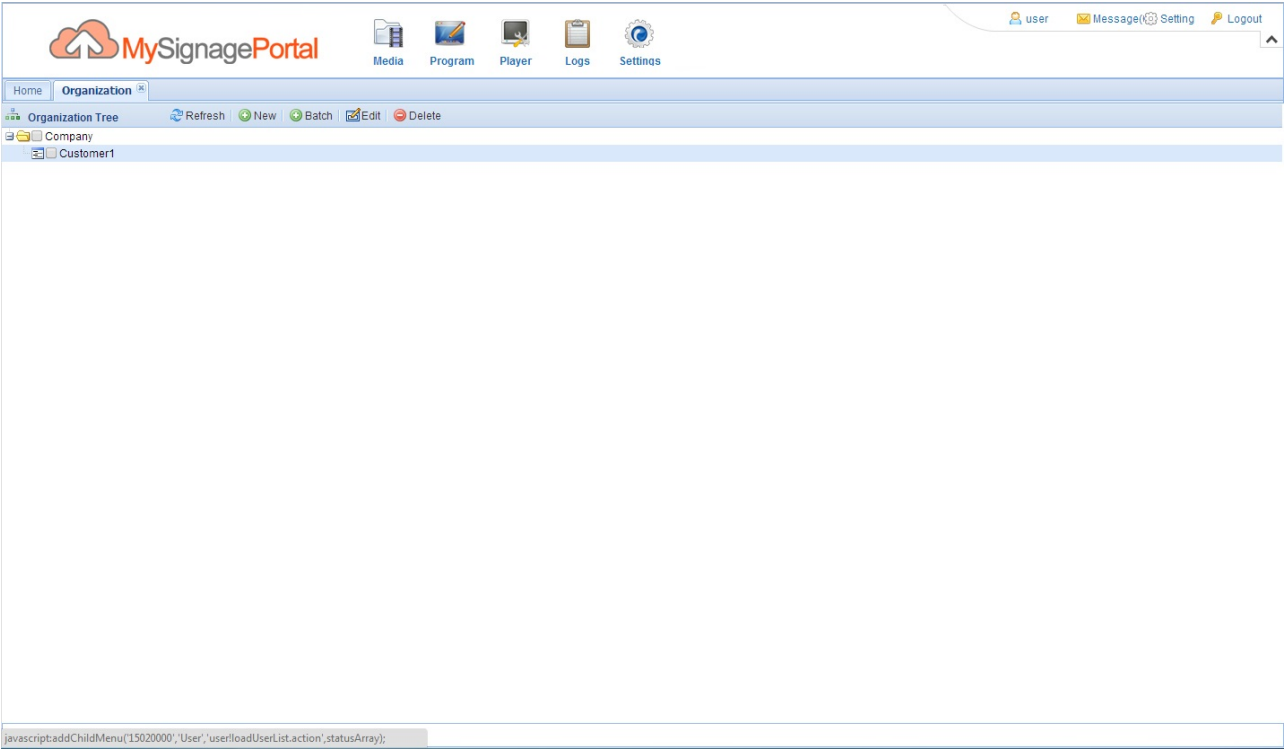 user Message( Setting Logout
MySignagePortal
Media Program Player Logs Settings
Home Organization
Organization Tree Refresh New Batch Edit Delete
Company
Customer1
javascript:addChildMenu('15020000','User','user!loadUserList.action',statusArray);